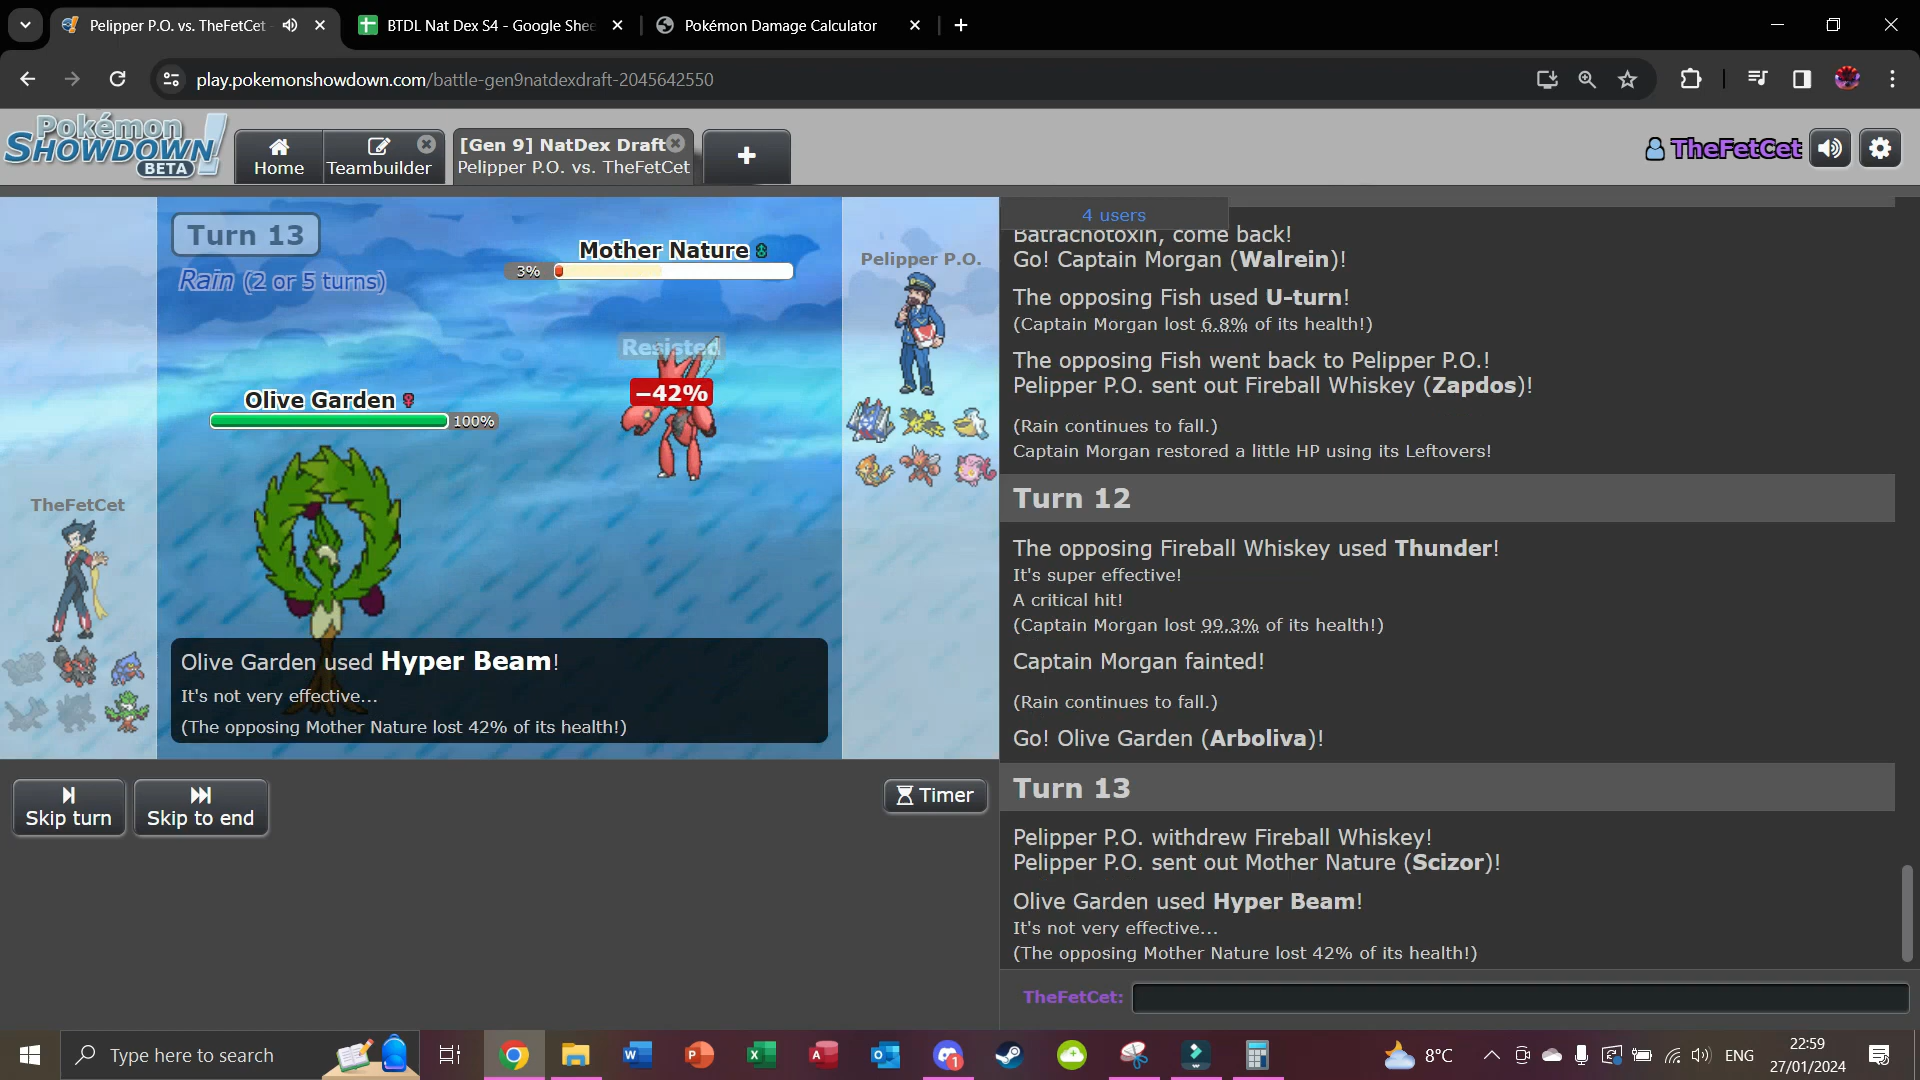 Pelipper P.O. vs. TheFetCet
BTDL Nat Dex S4 - Google Shee
Pokémon Damage Calculator
play.pokemonshowdown.com/battle-gen9natdexdraft-2045642550
Pokémon
SHOWDOWN!
BETA
Home
Teambuilder
[Gen 9] NatDex Draft
Pelipper P.O. vs. TheFetCet
TheFetCet
Turn 13
Rain (2 or 5 turns)
Mother Nature
3%
Resisted
−42%
Olive Garden
100%
Pelipper P.O.
TheFetCet
Olive Garden used Hyper Beam!
It's not very effective...
(The opposing Mother Nature lost 42% of its health!)
Skip turn
Skip to end
Timer
4 users
Batrachotoxin, come back!
Go! Captain Morgan (Walrein)!
The opposing Fish used U-turn!
(Captain Morgan lost 6.8% of its health!)
The opposing Fish went back to Pelipper P.O.!
Pelipper P.O. sent out Fireball Whiskey (Zapdos)!
(Rain continues to fall.)
Captain Morgan restored a little HP using its Leftovers!
Turn 12
The opposing Fireball Whiskey used Thunder!
It's super effective!
A critical hit!
(Captain Morgan lost 99.3% of its health!)
Captain Morgan fainted!
(Rain continues to fall.)
Go! Olive Garden (Arboliva)!
Turn 13
Pelipper P.O. withdrew Fireball Whiskey!
Pelipper P.O. sent out Mother Nature (Scizor)!
Olive Garden used Hyper Beam!
It's not very effective...
(The opposing Mother Nature lost 42% of its health!)
TheFetCet:
Type here to search
8°C
ENG
22:59
27/01/2024